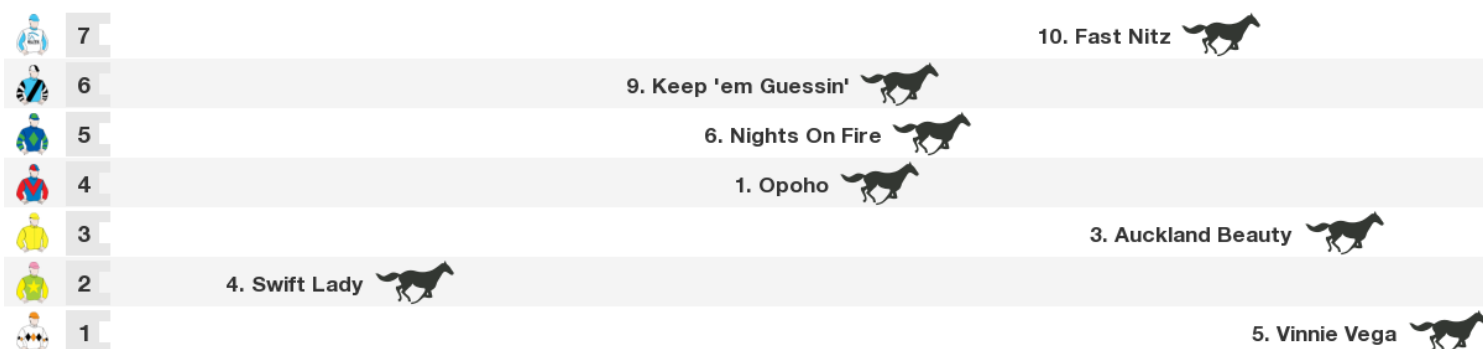 7 10. Fast Nitz
6 9. Keep 'em Guessin'
5 6. Nights On Fire
4 1. Opoho
3 3. Auckland Beauty
2 4. Swift Lady
1 5. Vinnie Vega